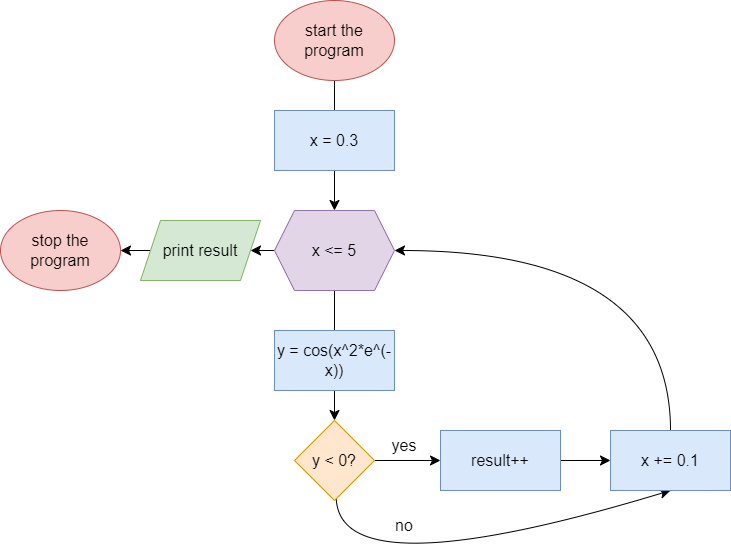 start the
program
x = 0.3
stop the
program
print result
x <= 5
y = cos(x^2*e^(-
x))
y < 0?
yes
result++
x += 0.1
no